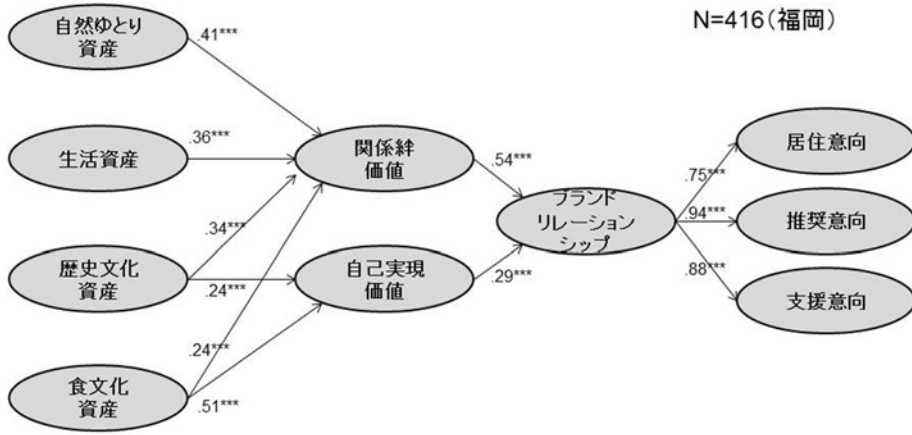 N=416(福岡)
自然ゆとり
資産
.41***
生活資産
.36***
関係絆
価値
.54***
居住意向
.75***
ブランド
リレーション
シップ
.94***
推奨意向
.34***
歴史文化
資産
.24***
自己実現
価値
.29***
.88***
支援意向
.24***
食文化
資産
.51***